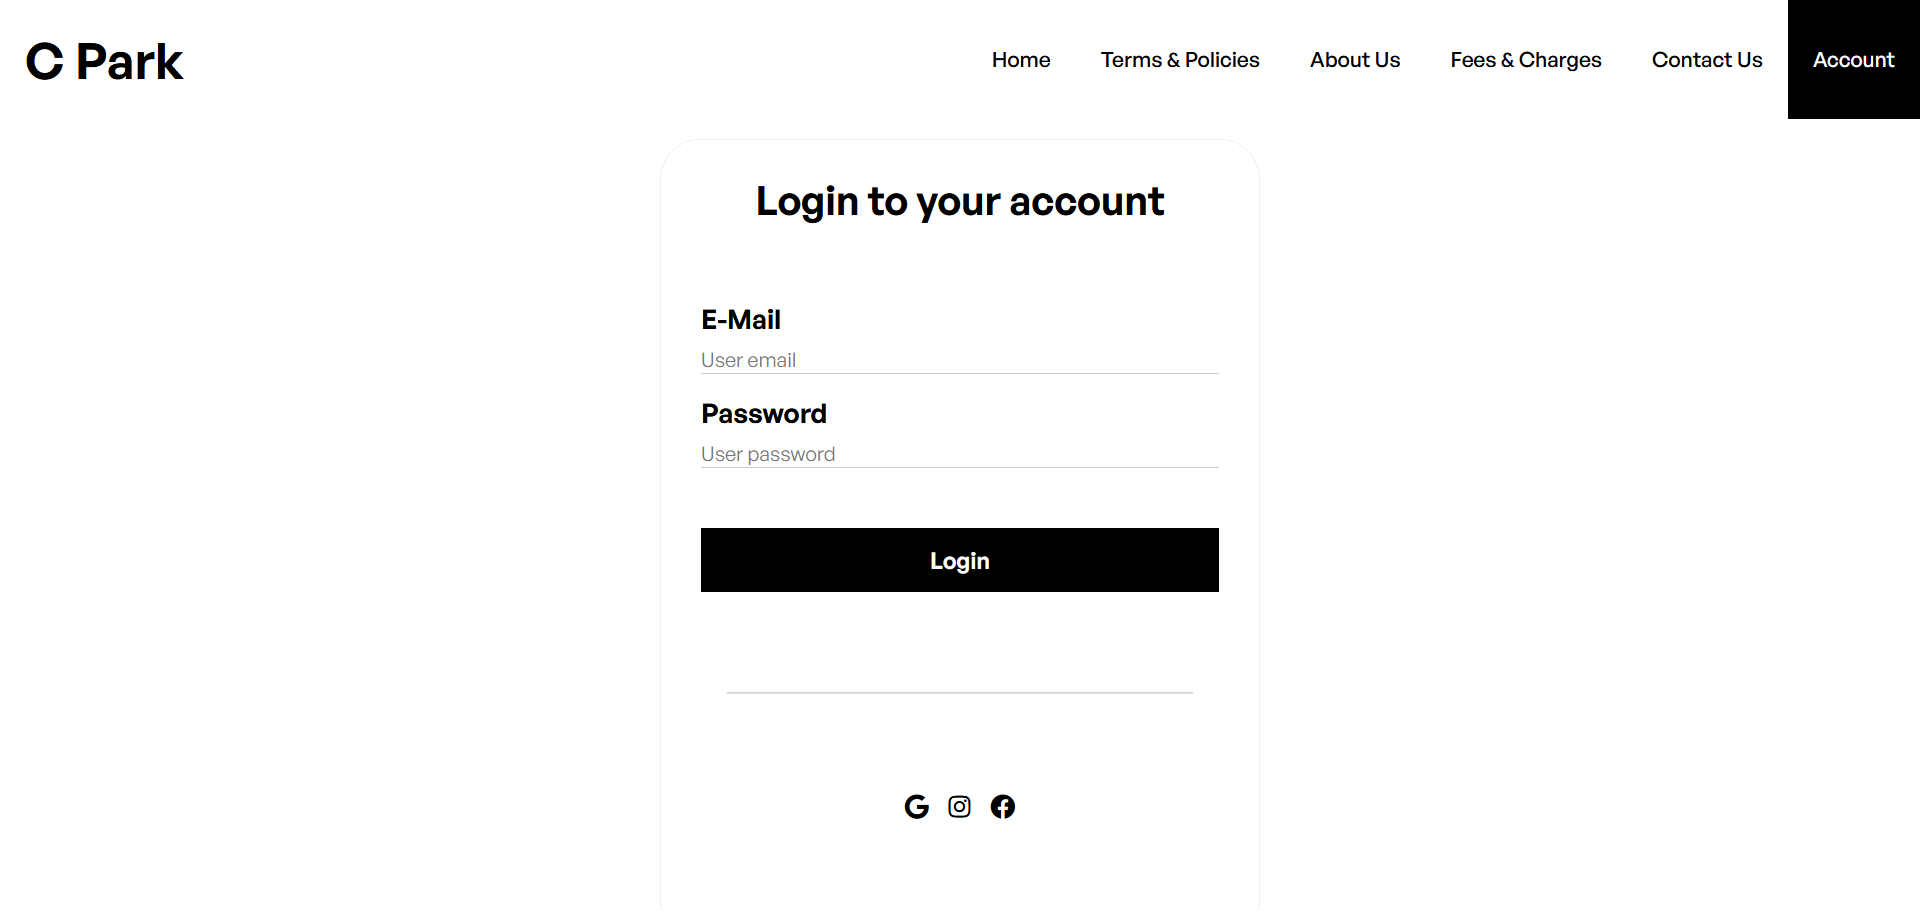 C Park
Home Terms & Policies About Us Fees & Charges Contact Us Account
Login to your account
E-Mail
User email
Password
User password
Login